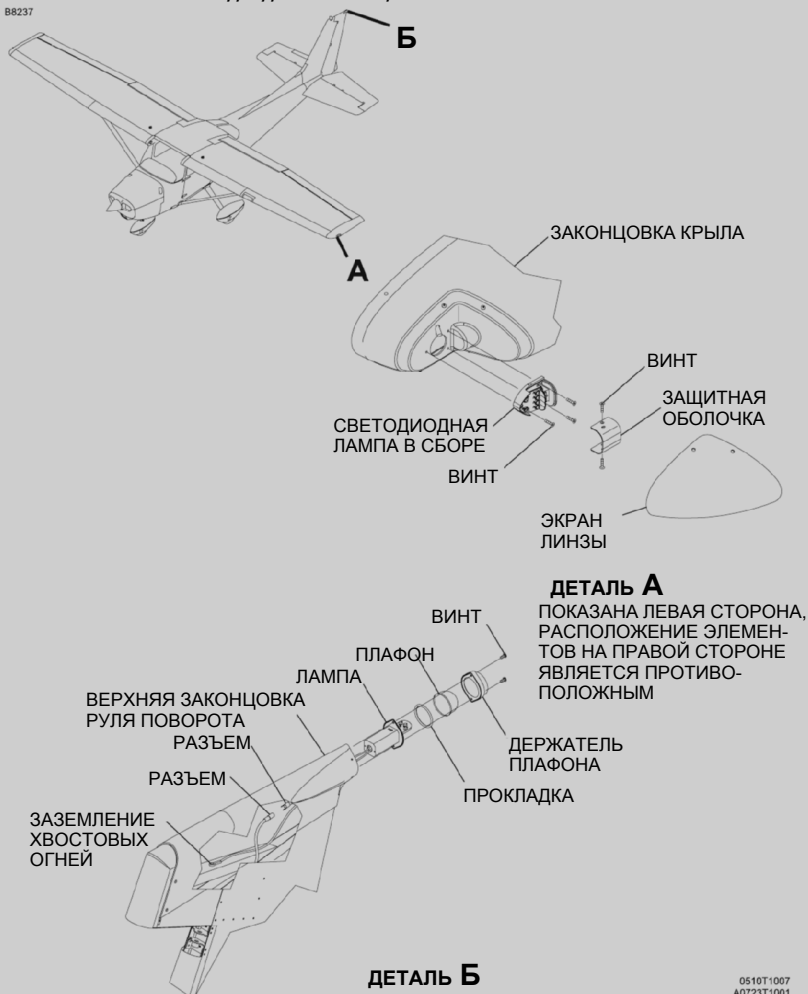 B8237
Б
А
ЗАКОНЦОВКА КРЫЛА
ВИНТ
ЗАЩИТНАЯ
ОБОЛОЧКА
СВЕТОДИОДНАЯ
ЛАМПА В СБОРЕ
ВИНТ
ЭКРАН
ЛИНЗЫ
ДЕТАЛЬ А
ПОКАЗАНА ЛЕВАЯ СТОРОНА,
РАСПОЛОЖЕНИЕ ЭЛЕМЕН-
ТОВ НА ПРАВОЙ СТОРОНЕ
ЯВЛЯЕТСЯ ПРОТИВО-
ПОЛОЖНЫМ
ВИНТ
ПЛАФОН
ЛАМПА
ВЕРХНЯЯ ЗАКОНЦОВКА
РУЛЯ ПОВОРОТА
РАЗЪЕМ
ДЕРЖАТЕЛЬ
ПЛАФОНА
РАЗЪЕМ
ПРОКЛАДКА
ЗАЗЕМЛЕНИЕ
ХВОСТОВЫХ
ОГНЕЙ
ДЕТАЛЬ Б
0510T1007
A0723T1001